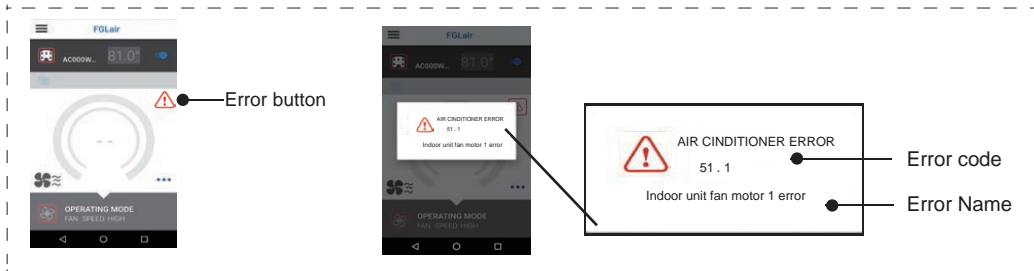 FGLair
AC000W... 81.0°
Error button
- -
OPERATING MODE
FAN SPEED HIGH
FGLair
AC000W... 81.0°
AIR CINDITIONER ERROR
51 . 1
Indoor unit fan motor 1 error
OPERATING MODE
FAN SPEED HIGH
AIR CINDITIONER ERROR
51 . 1
Indoor unit fan motor 1 error
Error code
Error Name